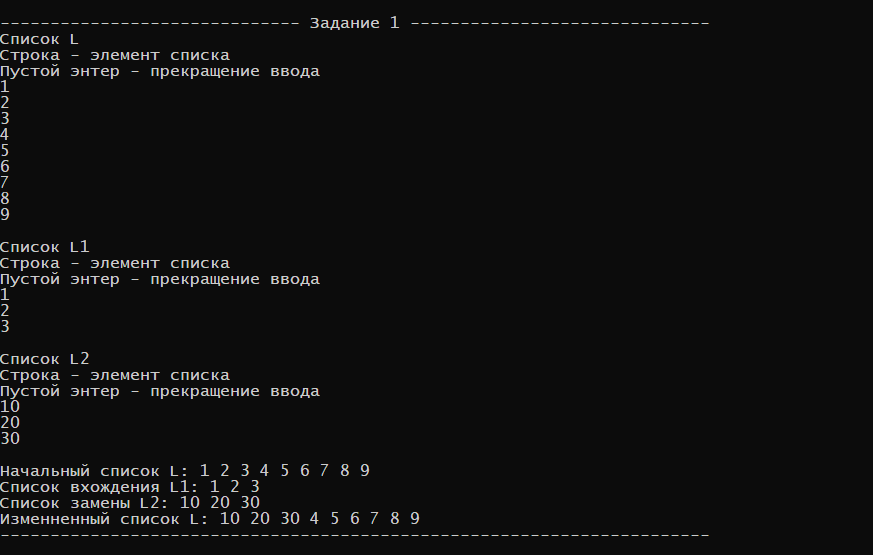 ------------------------------ Задание 1 ------------------------------
Список L
Строка - элемент списка
Пустой энтер - прекращение ввода
1
2
3
4
5
6
7
8
9
Список L1
Строка - элемент списка
Пустой энтер - прекращение ввода
1
2
3
Список L2
Строка - элемент списка
Пустой энтер - прекращение ввода
10
20
30
Начальный список L: 1 2 3 4 5 6 7 8 9
Список вхождения L1: 1 2 3
Список замены L2: 10 20 30
Изменненный список L: 10 20 30 4 5 6 7 8 9
-----------------------------------------------------------------------